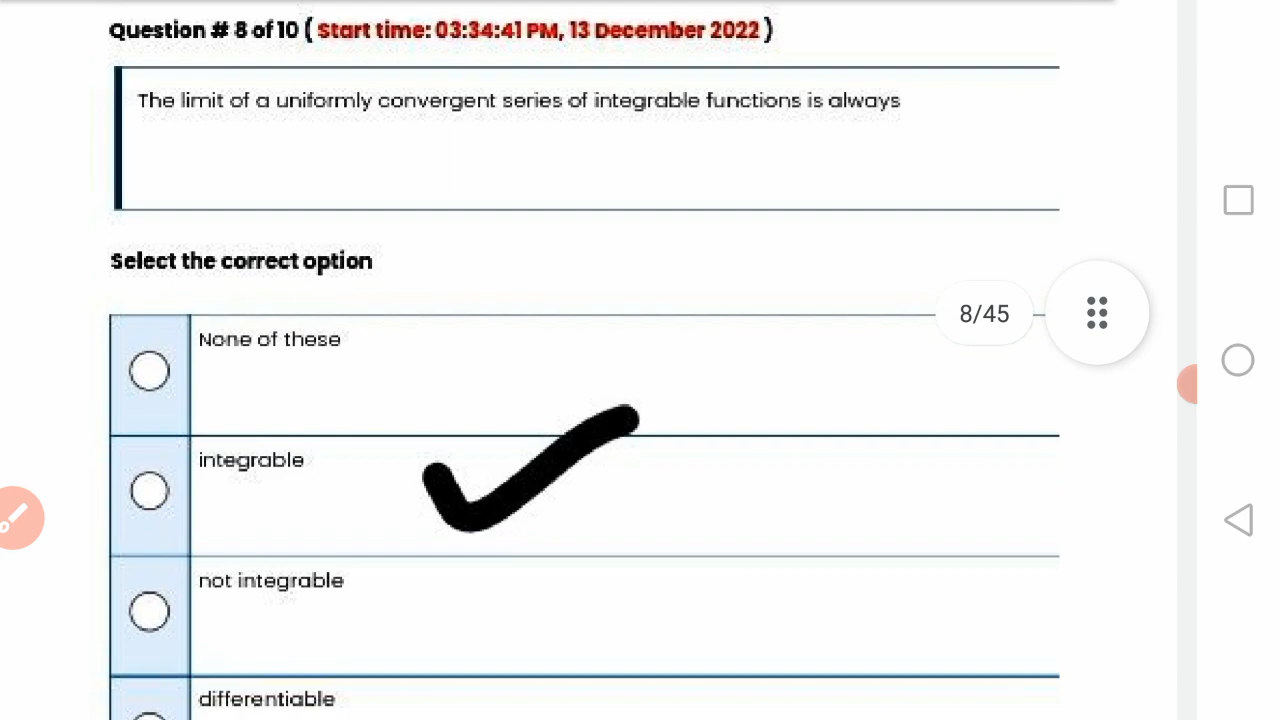 Question # 8 of 10 ( Start time: 03:34:41 PM, 13 December 2022 )
The limit of a uniformly convergent series of integrable functions is always
Select the correct option
8/45
None of these
integrable
not integrable
differentiable